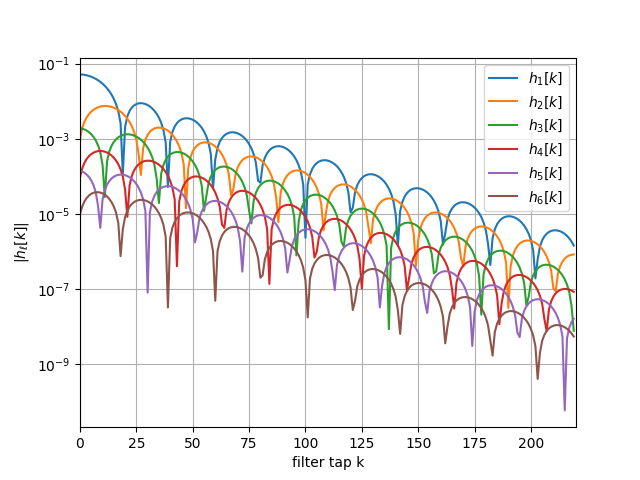 10⁻¹
10⁻³
10⁻⁵
10⁻⁷
10⁻⁹
|h_ℓ[k]|
0 25 50 75 100 125 150 175 200
filter tap k
h₁[k]
h₂[k]
h₃[k]
h₄[k]
h₅[k]
h₆[k]